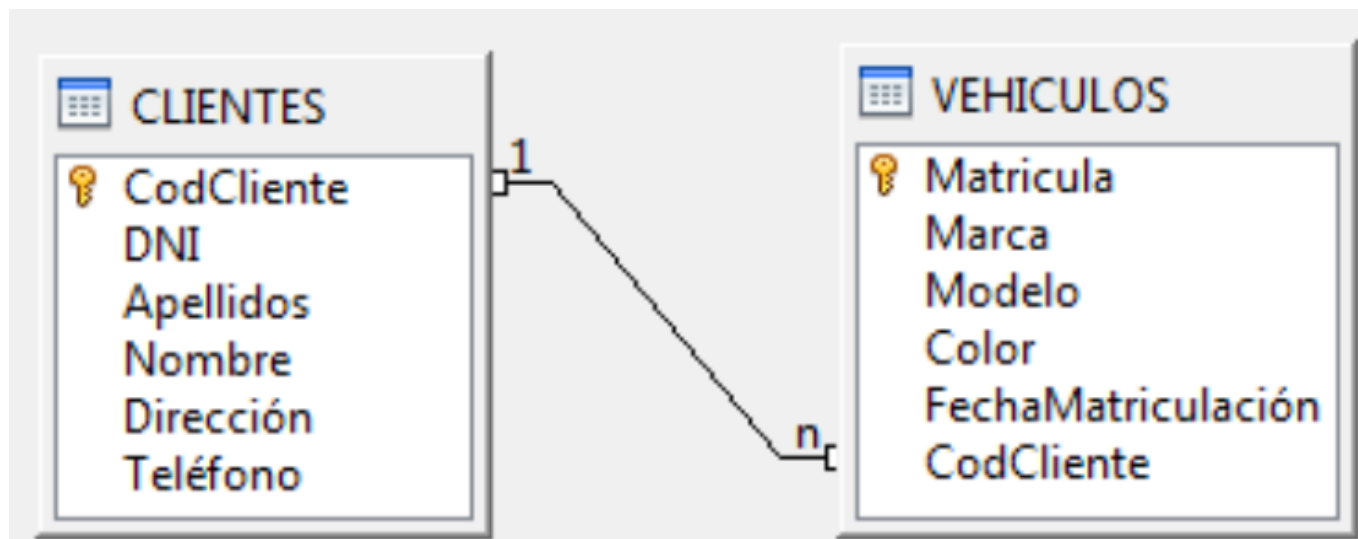 CLIENTES
CodCliente
DNI
Apellidos
Nombre
Dirección
Teléfono
1
n
VEHICULOS
Matricula
Marca
Modelo
Color
FechaMatriculación
CodCliente